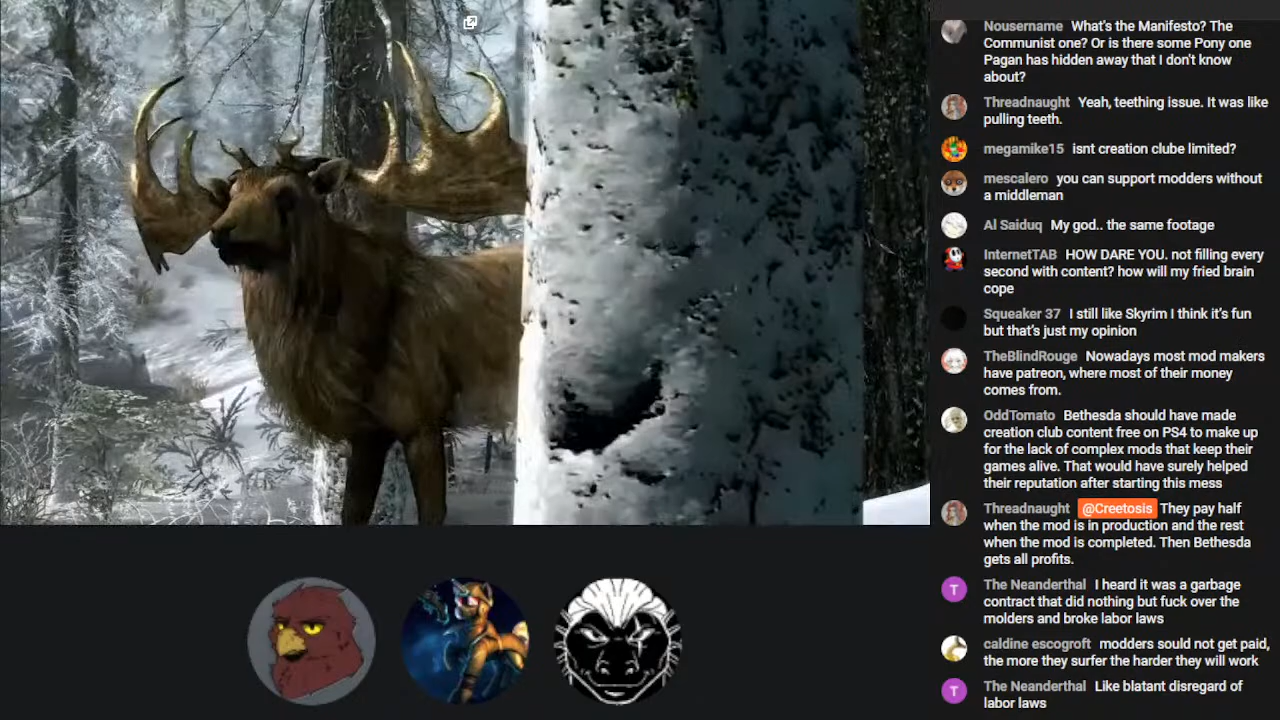 Nousername What's the Manifesto? The
Communist one? Or is there some Pony one
Pagan has hidden away that I don't know
about?
Threadnaught Yeah, teething issue. It was like
pulling teeth.
megamike15 isnt creation clube limited?
mescalero you can support modders without
a middleman
Al Saiduq My god.. the same footage
InternetTAB HOW DARE YOU. not filling every
second with content? how will my fried brain
cope
Squeaker 37 I still like Skyrim I think it's fun
but that's just my opinion
TheBlindRouge Nowadays most mod makers
have patreon, where most of their money
comes from.
OddTomato Bethesda should have made
creation club content free on PS4 to make up
for the lack of complex mods that keep their
games alive. That would have surely helped
their reputation after starting this mess
Threadnaught @Creetosis They pay half
when the mod is in production and the rest
when the mod is completed. Then Bethesda
gets all profits.
T The Neanderthal I heard it was a garbage
contract that did nothing but fuck over the
molders and broke labor laws
caldine escogroft modders sould not get paid,
the more they surfer the harder they will work
T The Neanderthal Like blatant disregard of
labor laws